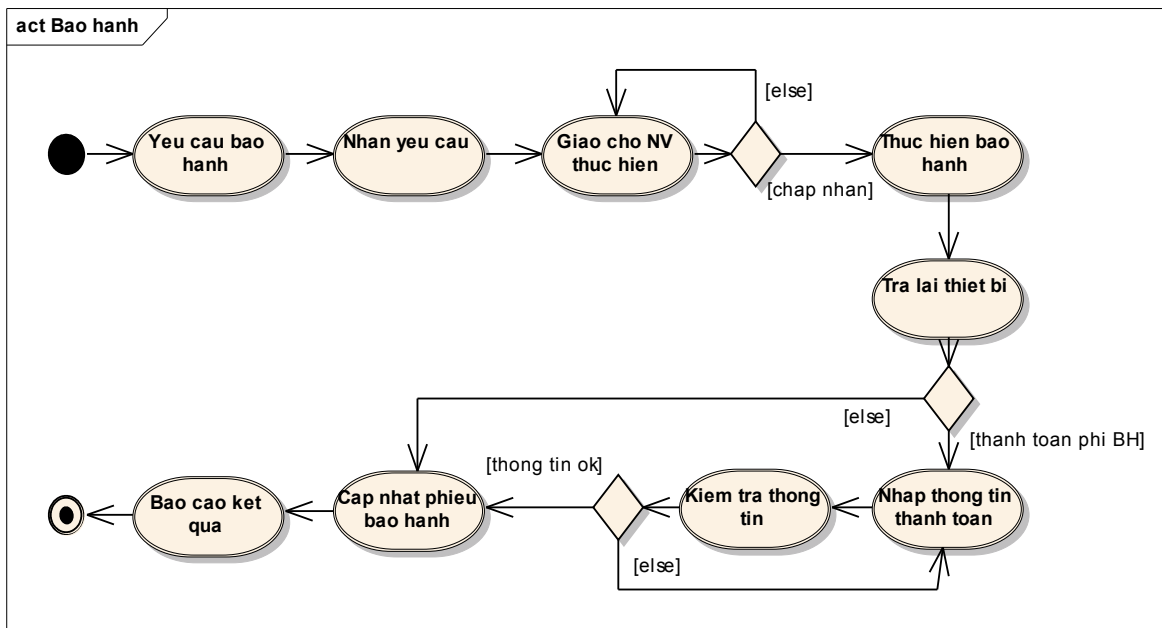 act Bao hanh
Yeu cau bao
hanh
Nhan yeu cau
Giao cho NV
thuc hien
[else]
[chap nhan]
Thuc hien bao
hanh
Tra lai thiet bi
[else]
[thanh toan phi BH]
Nhap thong tin
thanh toan
Kiem tra thong
tin
[thong tin ok]
[else]
Cap nhat phieu
bao hanh
Bao cao ket
qua